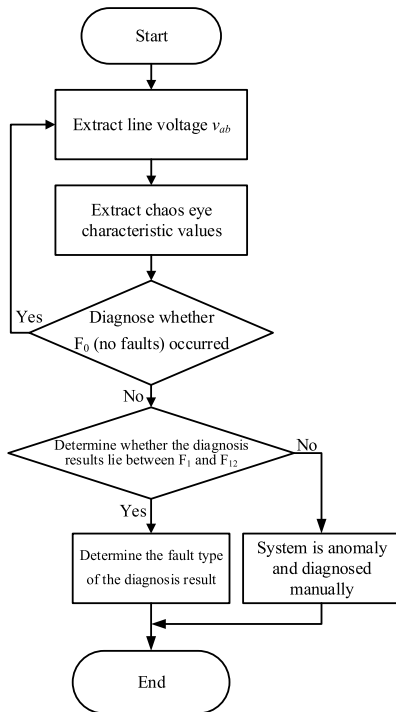 Start
Extract line voltage v_ab
Extract chaos eye
characteristic values
Diagnose whether
F₀ (no faults) occurred
Yes
No
Determine whether the diagnosis
results lie between F₁ and F₁₂
No
Yes
Determine the fault type
of the diagnosis result
System is anomaly
and diagnosed
manually
End